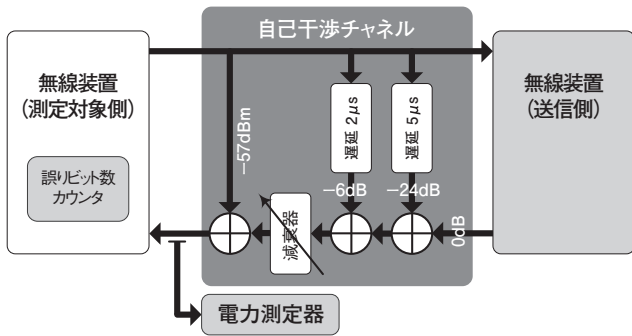 自己干渉チャネル
無線装置
（測定対象側）
誤りビット数
カウンタ
−57dBm
遅延 2μs
遅延 5μs
−6dB
−24dB
0dB
減衰器
無線装置
（送信側）
電力測定器